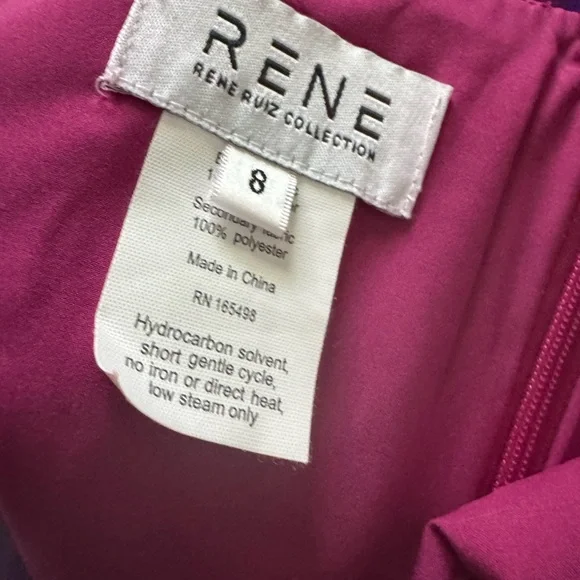 RENE
RENE RUIZ COLLECTION
8
Secondary fabric
100% polyester
Made in China
RN 165498
Hydrocarbon solvent,
short gentle cycle,
no iron or direct heat,
low steam only